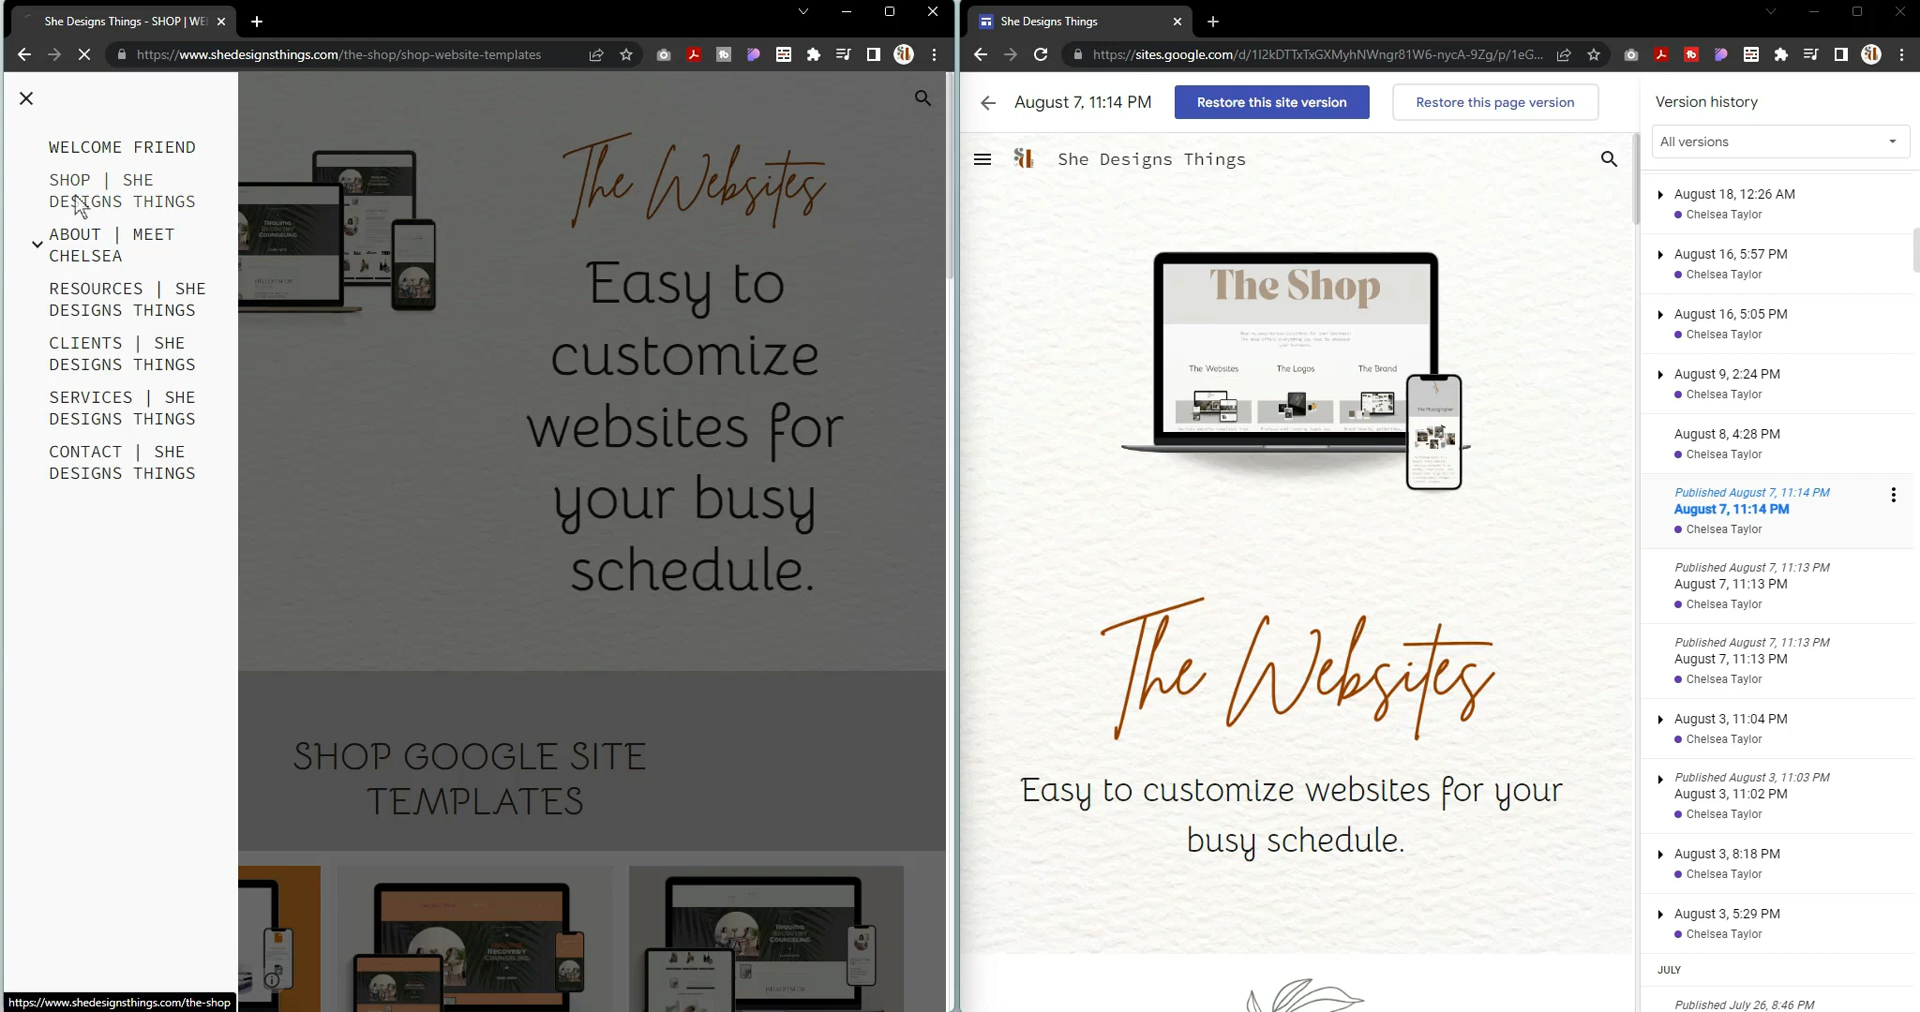 She Designs Things - SHOP | WE
https://www.shedesignsthings.com/the-shop/shop-website-templates
WELCOME FRIEND
SHOP | SHE
DESIGNS THINGS
ABOUT | MEET
CHELSEA
RESOURCES | SHE
DESIGNS THINGS
CLIENTS | SHE
DESIGNS THINGS
SERVICES | SHE
DESIGNS THINGS
CONTACT | SHE
DESIGNS THINGS
The Websites
Easy to
customize
websites for
your busy
schedule.
SHOP GOOGLE SITE
TEMPLATES
RECOVERY
COUNSELING
https://www.shedesignsthings.com/the-shop
She Designs Things
https://sites.google.com/d/1I2kDTTxTxGXMyhNWngr81W6-nycA-9Zg/p/1eG...
August 7, 11:14 PM
Restore this site version
Restore this page version
She Designs Things
The Shop
The Websites
The Logos
The Brand
The Websites
Easy to customize websites for your
busy schedule.
Version history
All versions
August 18, 12:26 AM
Chelsea Taylor
August 16, 5:57 PM
Chelsea Taylor
August 16, 5:05 PM
Chelsea Taylor
August 9, 2:24 PM
Chelsea Taylor
August 8, 4:28 PM
Chelsea Taylor
Published August 7, 11:14 PM
August 7, 11:14 PM
Chelsea Taylor
Published August 7, 11:13 PM
August 7, 11:13 PM
Chelsea Taylor
Published August 7, 11:13 PM
August 7, 11:13 PM
Chelsea Taylor
August 3, 11:04 PM
Chelsea Taylor
Published August 3, 11:03 PM
August 3, 11:02 PM
Chelsea Taylor
August 3, 8:18 PM
Chelsea Taylor
August 3, 5:29 PM
Chelsea Taylor
JULY
Published July 26, 8:46 PM